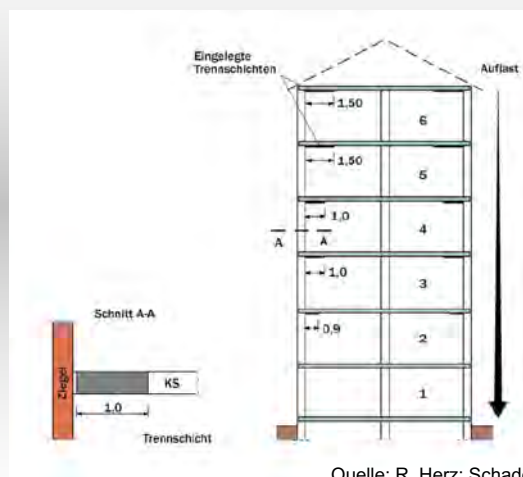 Eingelegte
Trennschichten
Auflast
1,50
6
1,50
5
1,0
4
A A
1,0
3
Schnitt A-A
0,9
2
Ziegel
KS
1
1,0
Trennschicht
Quelle: R. Herz: Schad